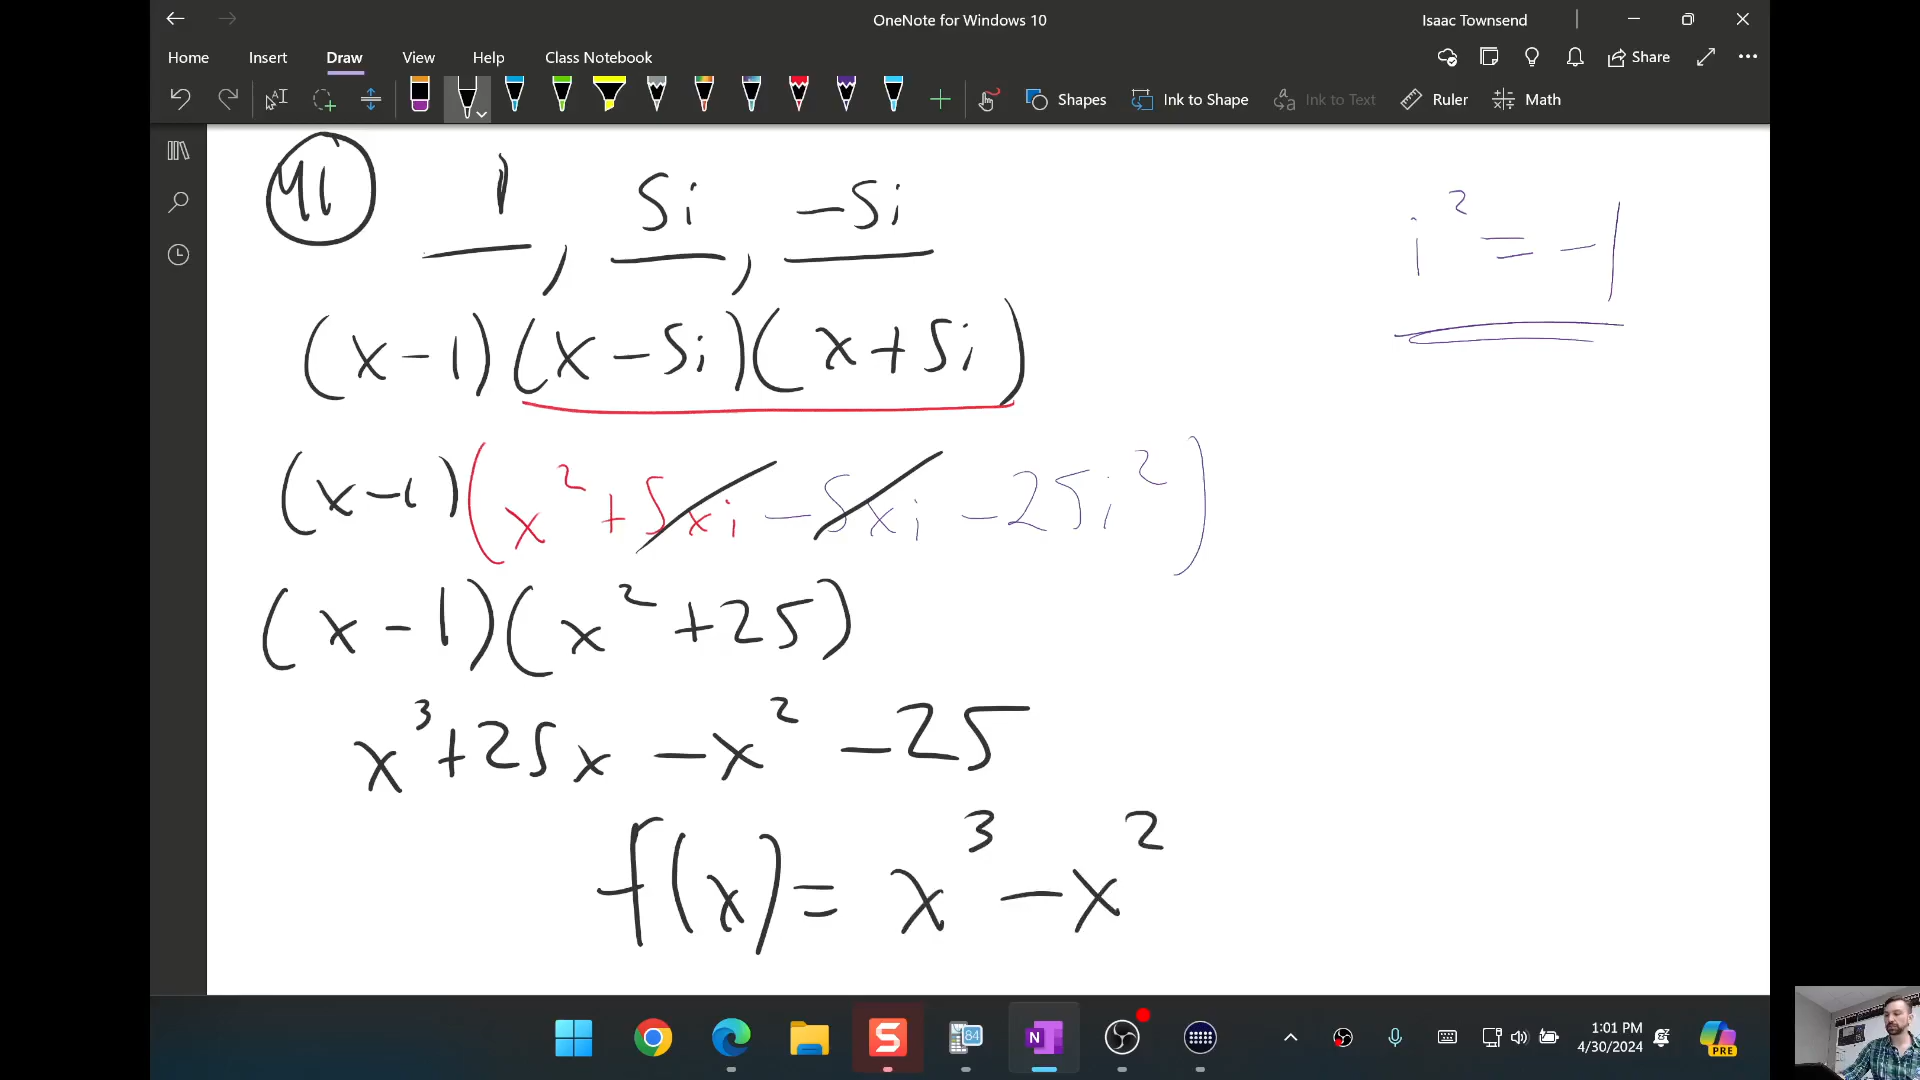 OneNote for Windows 10
Isaac Townsend
Home Insert Draw View Help Class Notebook
Share
Shapes Ink to Shape Ink to Text Ruler Math
41 1, 5i, -5i
i² = -1
(x-1)(x-5i)(x+5i)
(x-1)(x²+5xi-5xi-25i²)
(x-1)(x²+25)
x³+25x-x²-25
f(x)= x³-x²
84
N
S
1:01 PM
4/30/2024
PRE